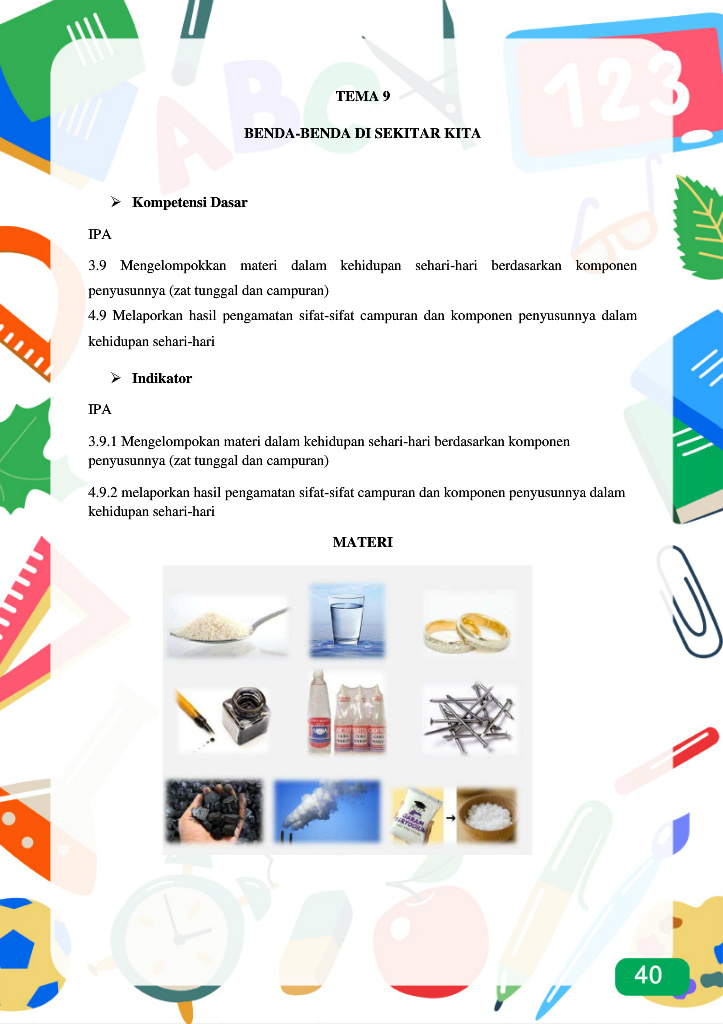 ABC
123
TEMA 9
BENDA-BENDA DI SEKITAR KITA
➢ Kompetensi Dasar
IPA
3.9 Mengelompokkan materi dalam kehidupan sehari-hari berdasarkan komponen
penyusunnya (zat tunggal dan campuran)
4.9 Melaporkan hasil pengamatan sifat-sifat campuran dan komponen penyusunnya dalam
kehidupan sehari-hari
➢ Indikator
IPA
3.9.1 Mengelompokan materi dalam kehidupan sehari-hari berdasarkan komponen
penyusunnya (zat tunggal dan campuran)
4.9.2 melaporkan hasil pengamatan sifat-sifat campuran dan komponen penyusunnya dalam
kehidupan sehari-hari
MATERI
GARAM
40